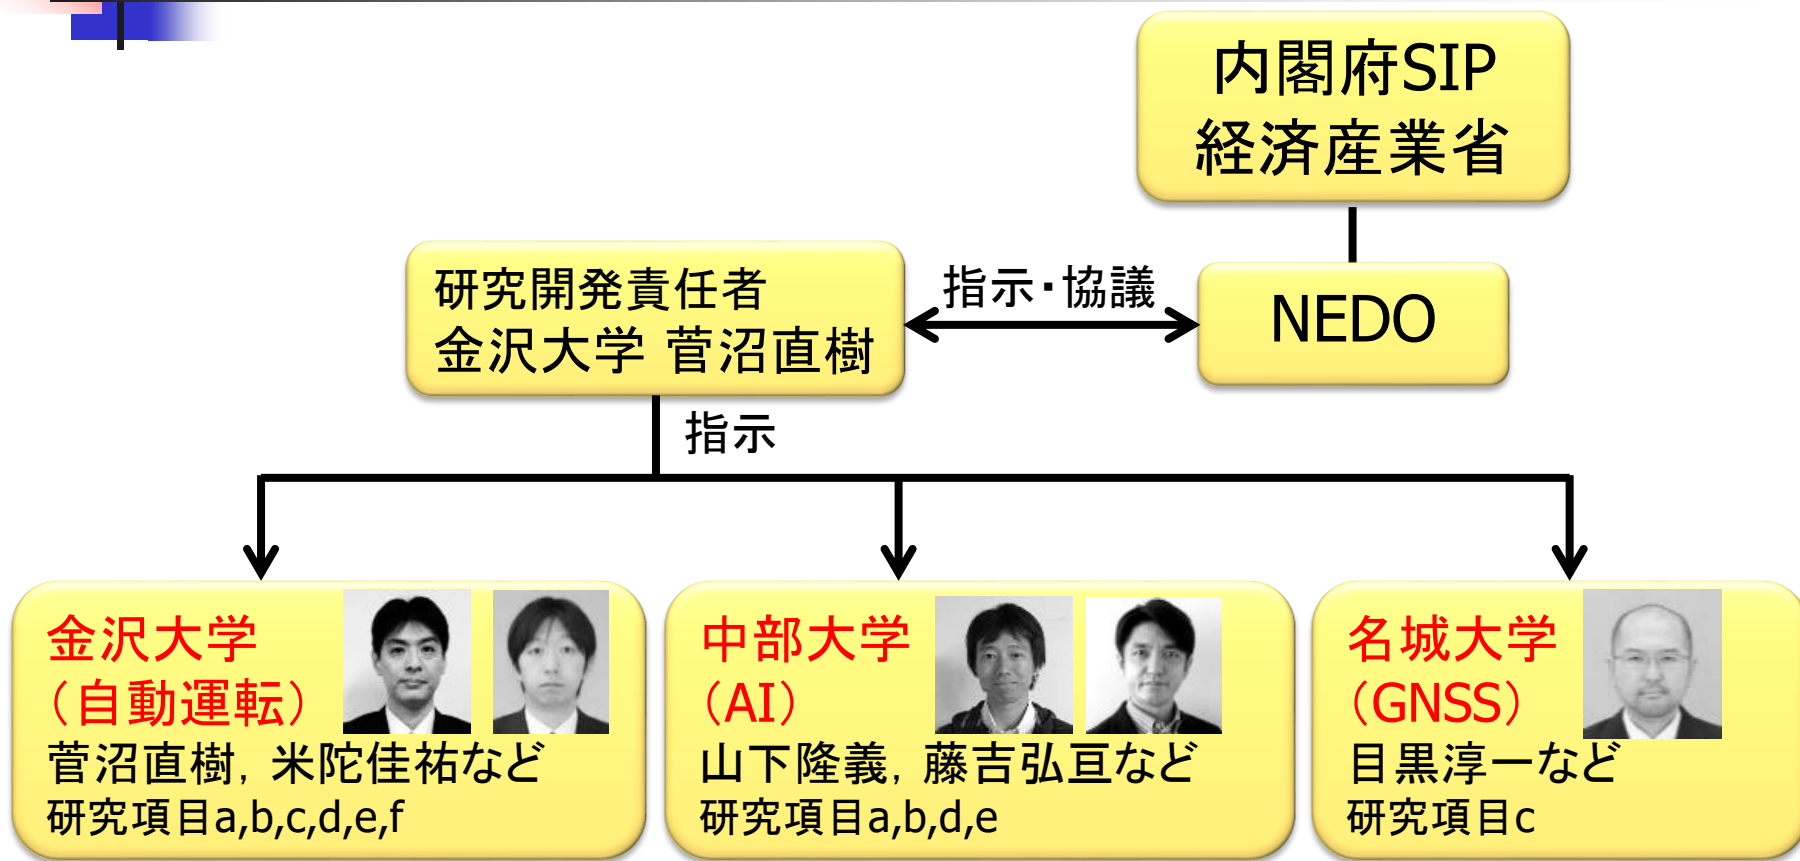 内閣府SIP
経済産業省
研究開発責任者
金沢大学 菅沼直樹
指示・協議
NEDO
指示
金沢大学
（自動運転）
菅沼直樹，米陀佳祐など
研究項目a,b,c,d,e,f
中部大学
（AI）
山下隆義，藤吉弘亘など
研究項目a,b,d,e
名城大学
（GNSS）
目黒淳一など
研究項目c